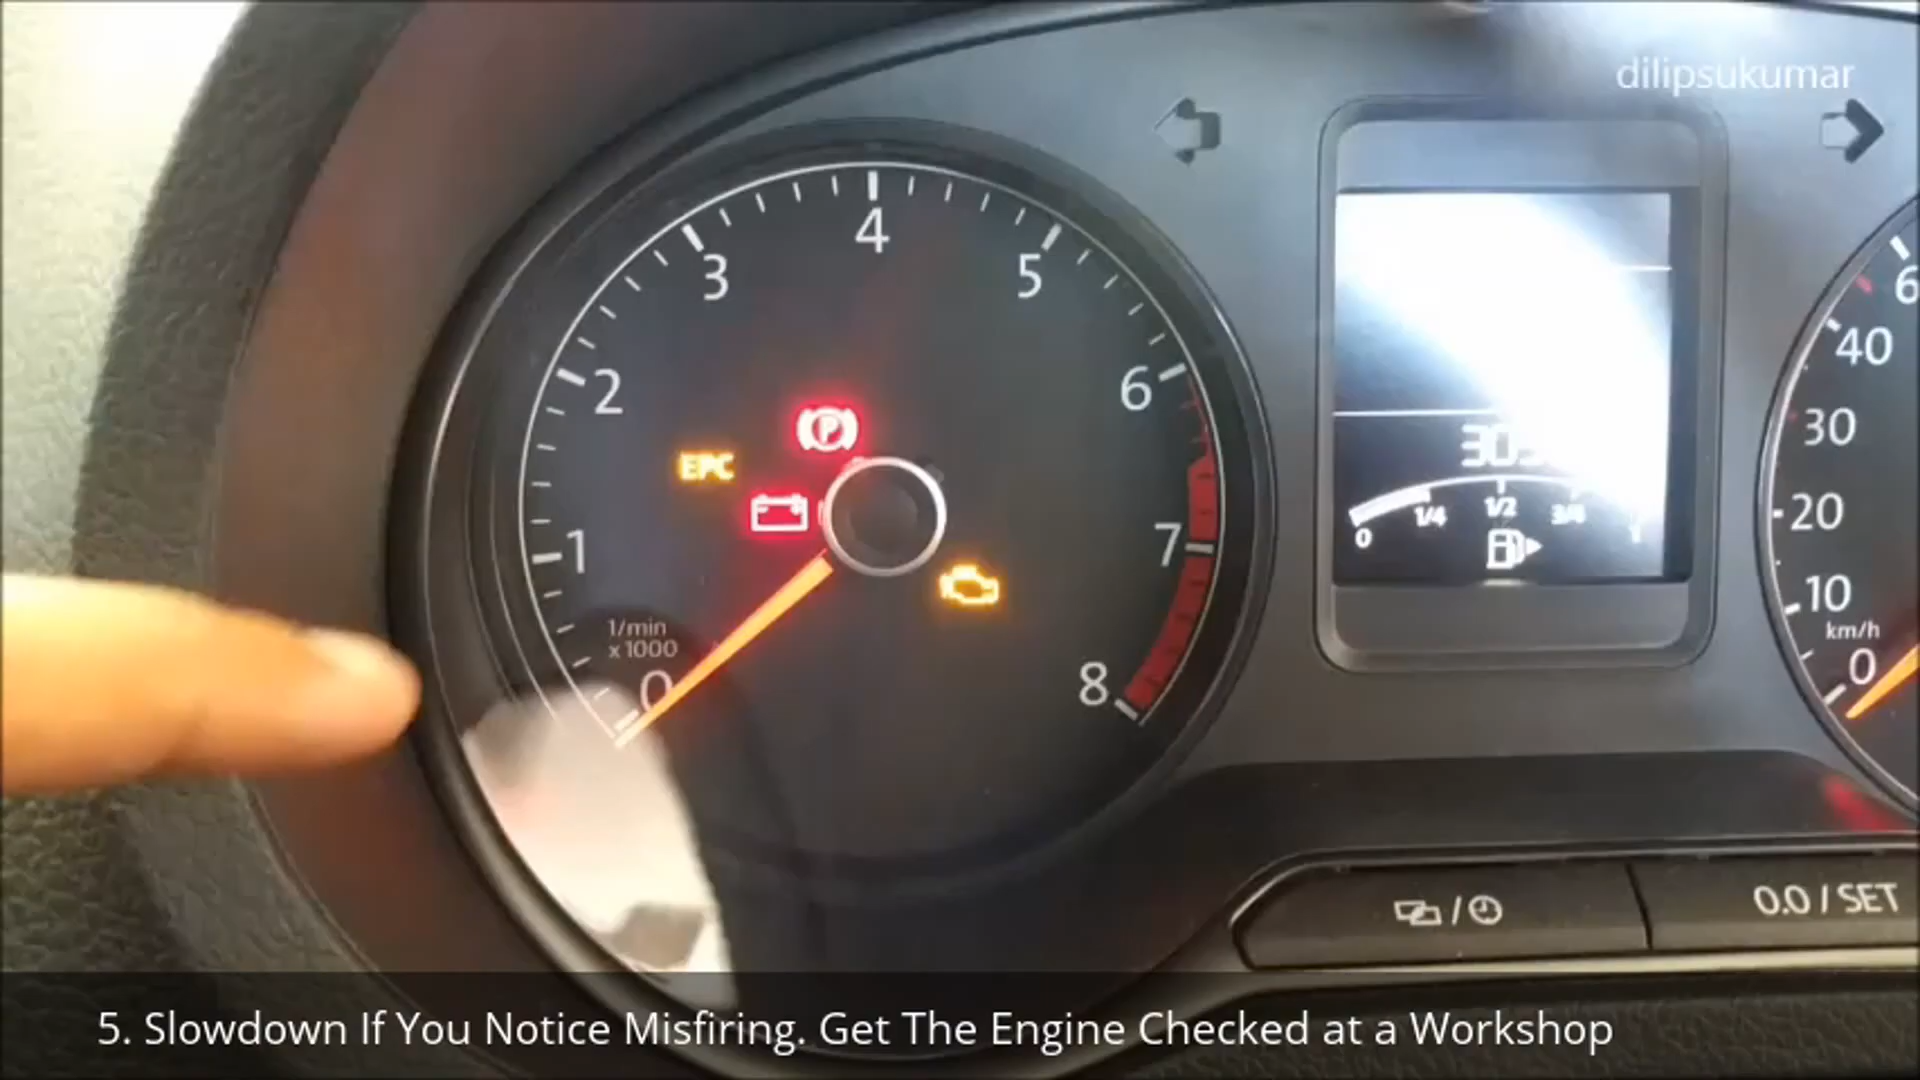 dilipsukumar
4
3
5
2
6
1
7
1/min
x1000
0
8
EPC
P
0
1/4
1/2
1
40
30
20
10
km/h
0
0.0 / SET
5. Slowdown If You Notice Misfiring. Get The Engine Checked at a Workshop